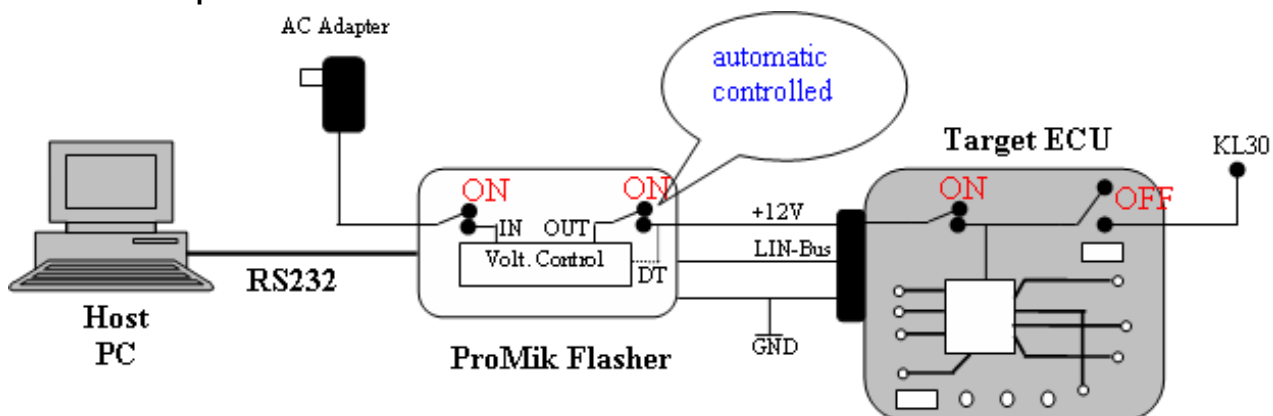 AC Adapter
automatic
controlled
Target ECU
KL30
ON
ON
ON
OFF
+12V
IN
OUT
Volt. Control
DT
LIN-Bus
RS232
Host
PC
ProMik Flasher
GND